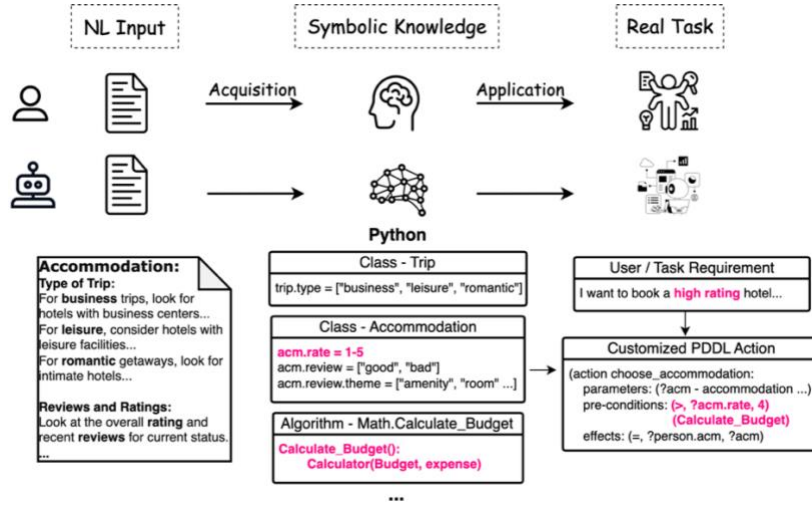 NL Input
Symbolic Knowledge
Real Task
Acquisition
Application
Python
Accommodation:
Type of Trip:
For business trips, look for
hotels with business centers...
For leisure, consider hotels with
leisure facilities...
For romantic getaways, look for
intimate hotels...
Reviews and Ratings:
Look at the overall rating and
recent reviews for current status.
...
Class - Trip
trip.type = ["business", "leisure", "romantic"]
Class - Accommodation
acm.rate = 1-5
acm.review = ["good", "bad"]
acm.review.theme = ["amenity", "room" ...]
Algorithm - Math.Calculate_Budget
Calculate_Budget():
Calculator(Budget, expense)
...
User / Task Requirement
I want to book a high rating hotel...
Customized PDDL Action
(action choose_accommodation:
parameters: (?acm - accommodation ...)
pre-conditions: (>, ?acm.rate, 4)
(Calculate_Budget)
effects: (=, ?person.acm, ?acm)